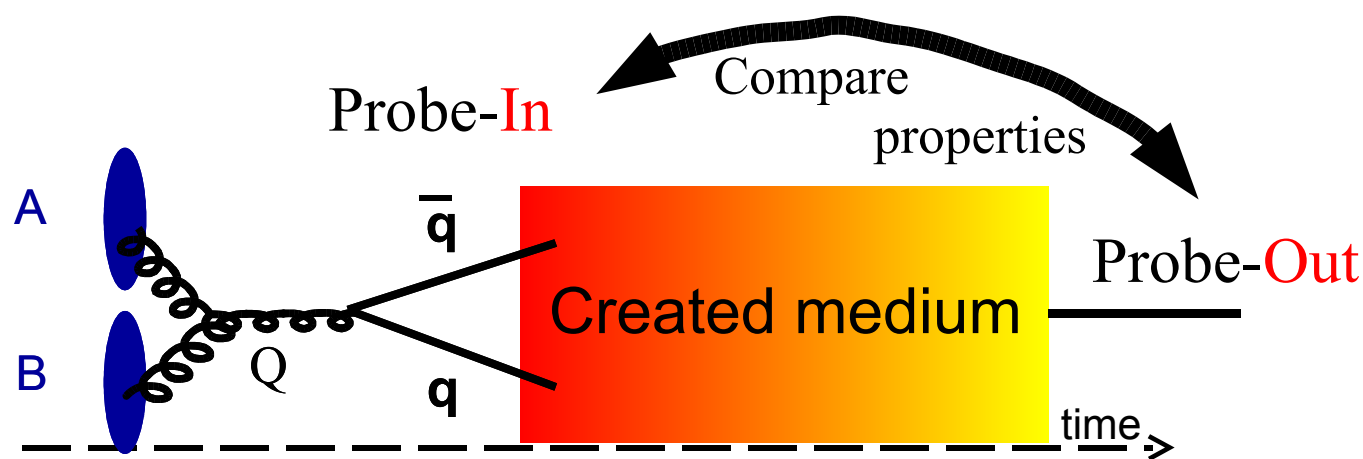 Compare
properties
Probe-In
A
q̅
Probe-Out
Created medium
Q
B
q
time